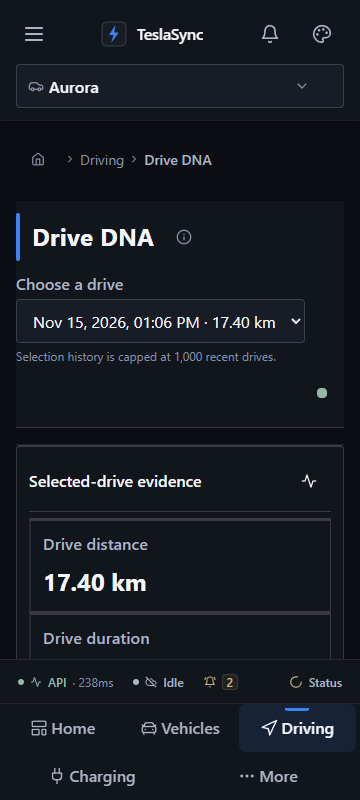 TeslaSync
Aurora
Driving
Drive DNA
Drive DNA
Choose a drive
Nov 15, 2026, 01:06 PM · 17.40 km
Selection history is capped at 1,000 recent drives.
Selected-drive evidence
Drive distance
17.40 km
Drive duration
API · 238ms
Idle
2
Status
Home
Vehicles
Driving
Charging
More